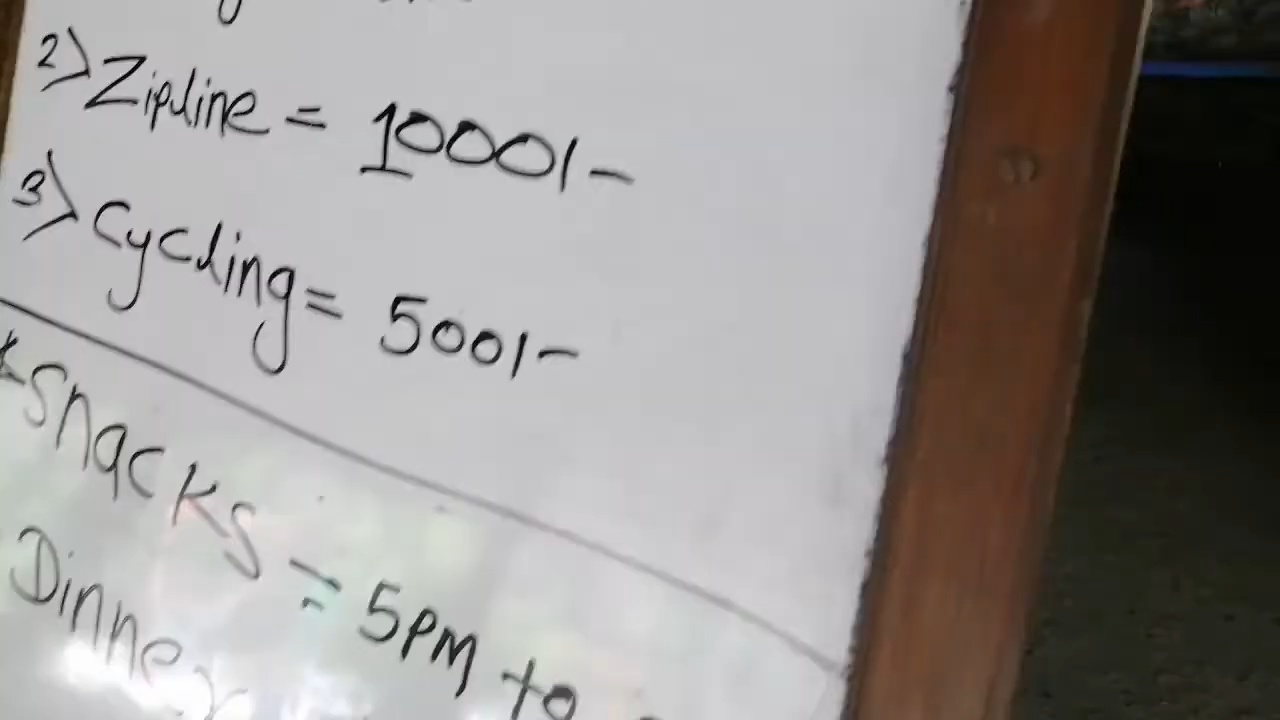 2) Zipline = 1000/-
3) Cycling = 500/-
* Snacks = 5PM to
Dinner